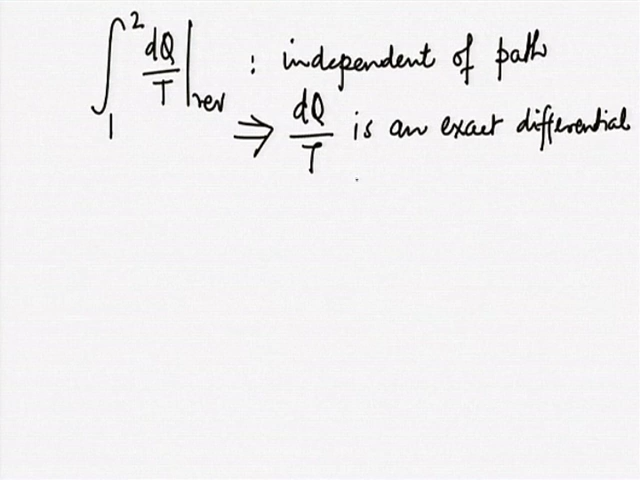 ∫₁² dQ/T |rev : independent of path
⇒ dQ/T is an exact differential